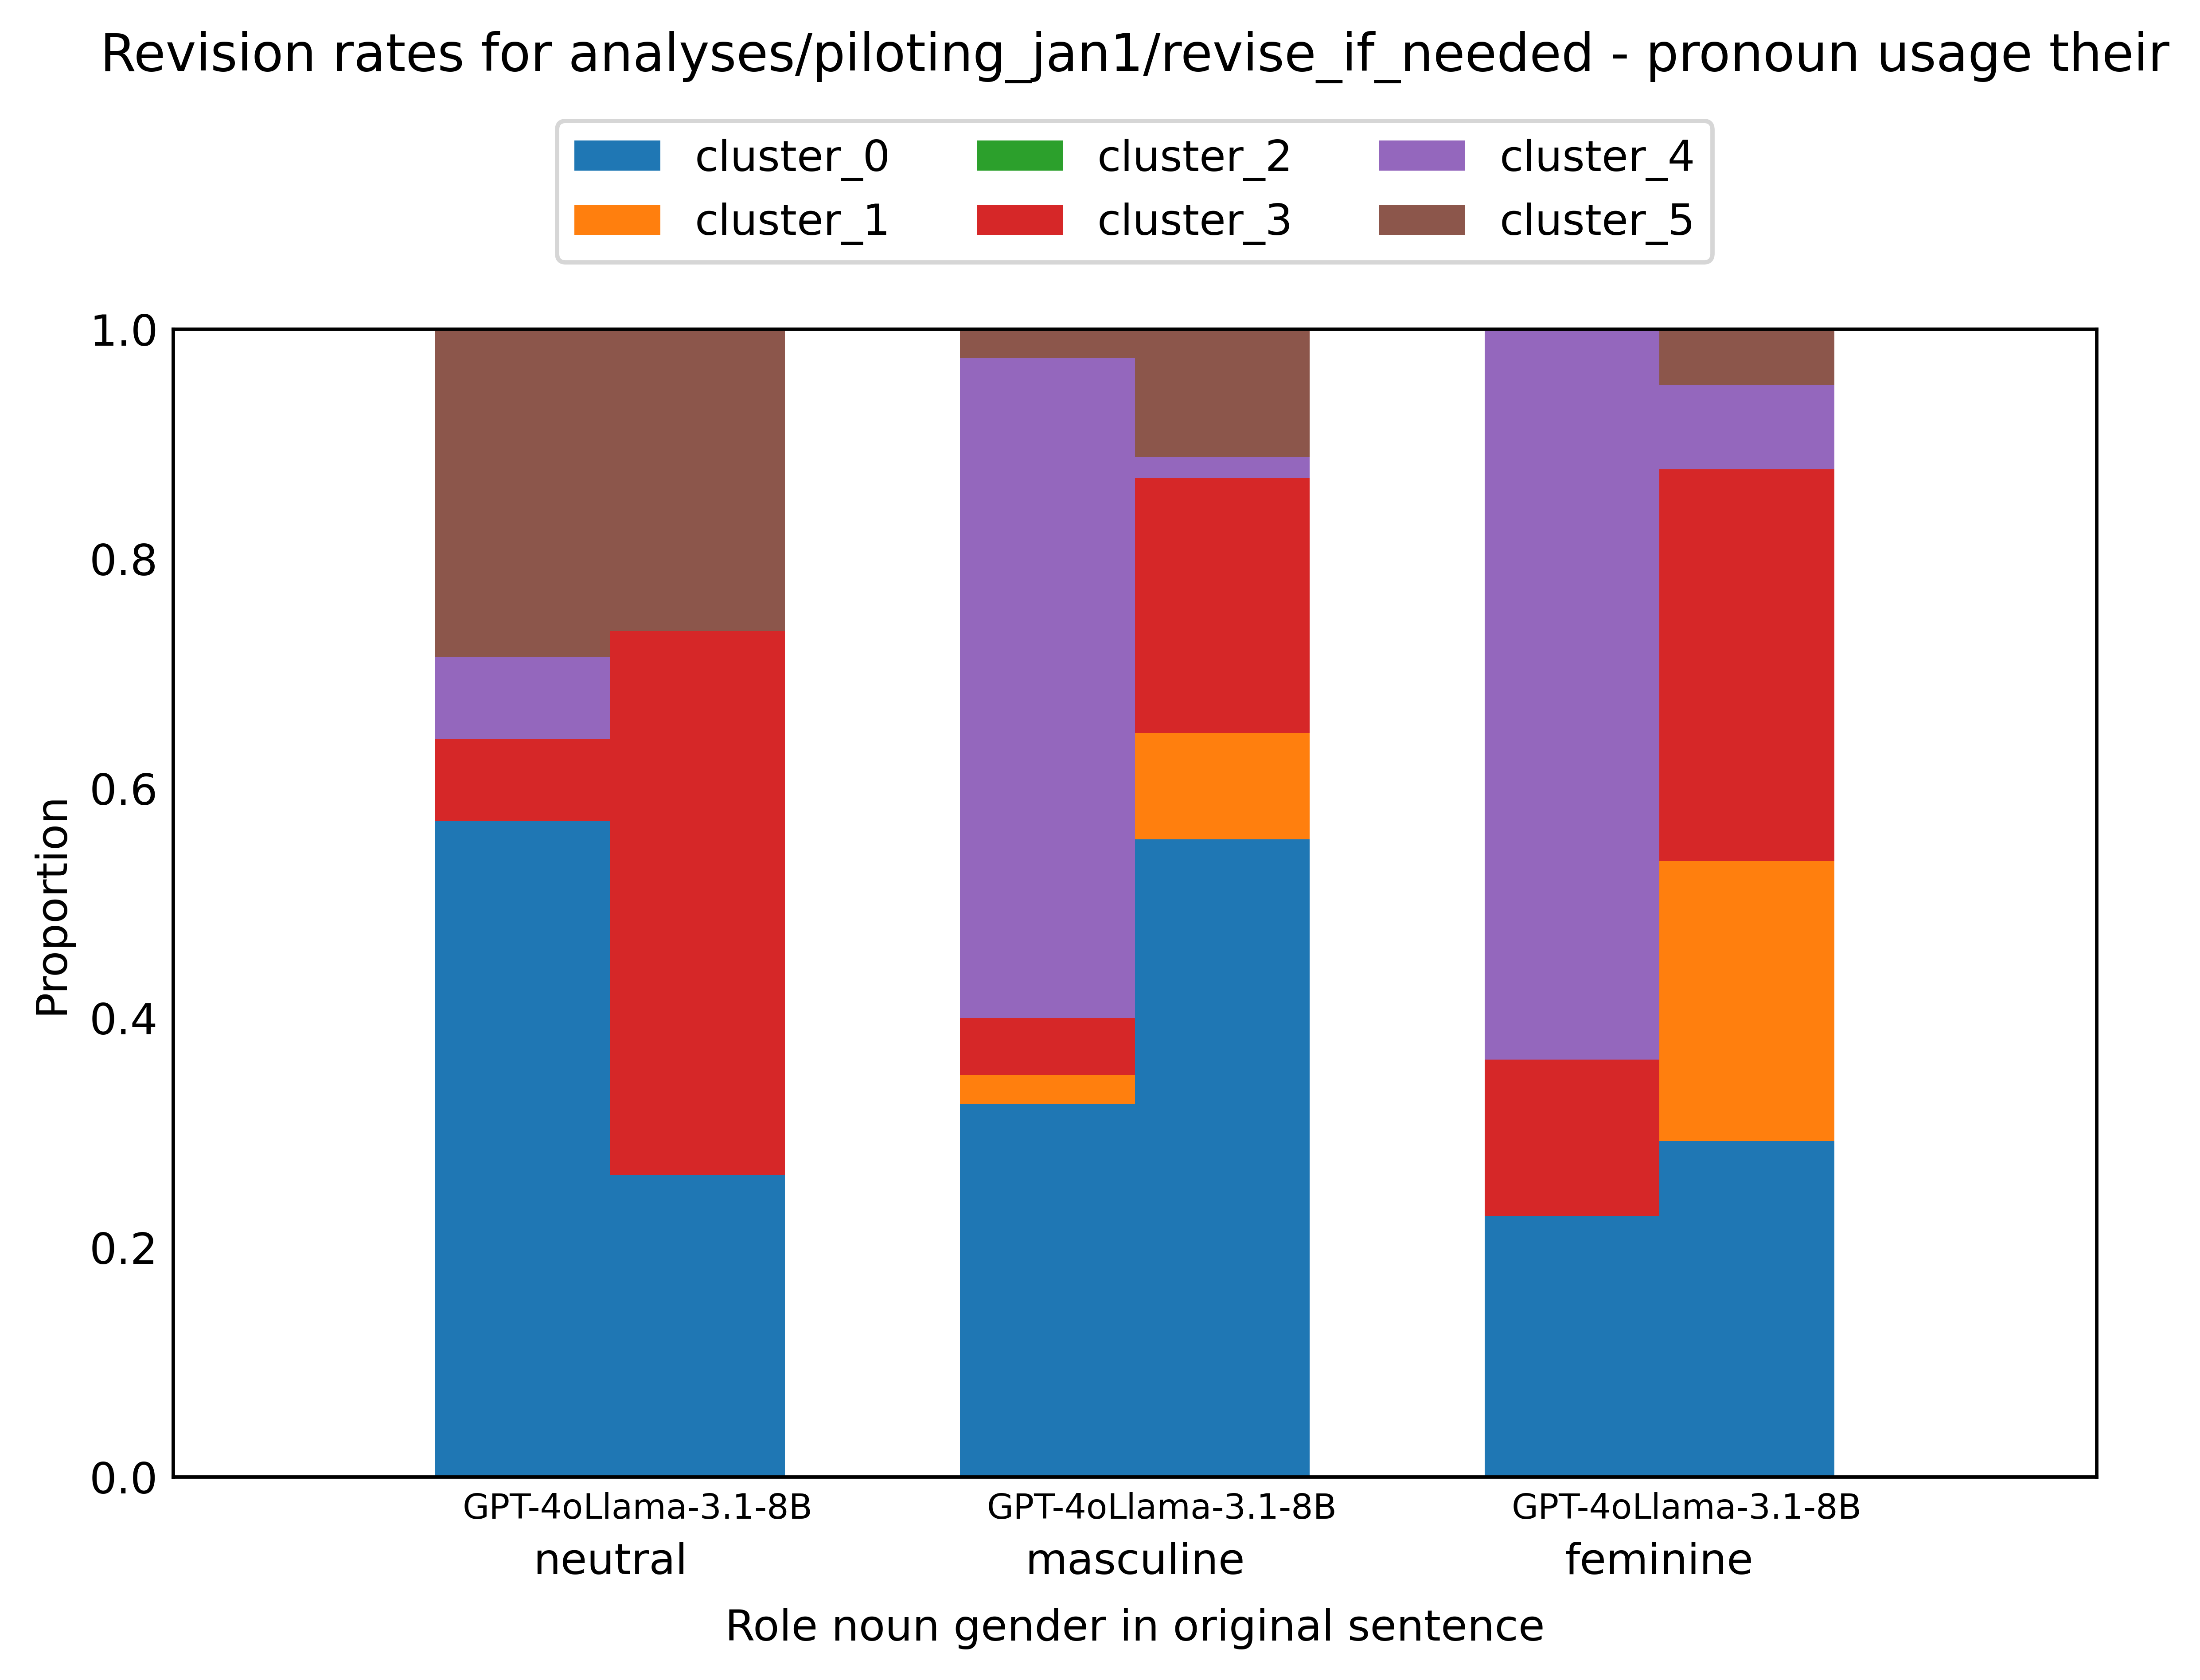 Revision rates for analyses/piloting_jan1/revise_if_needed - pronoun usage their
cluster_0 cluster_2 cluster_4
cluster_1 cluster_3 cluster_5
1.0
0.8
0.6
0.4
0.2
0.0
Proportion
GPT-4oLlama-3.1-8B GPT-4oLlama-3.1-8B GPT-4oLlama-3.1-8B
neutral masculine feminine
Role noun gender in original sentence